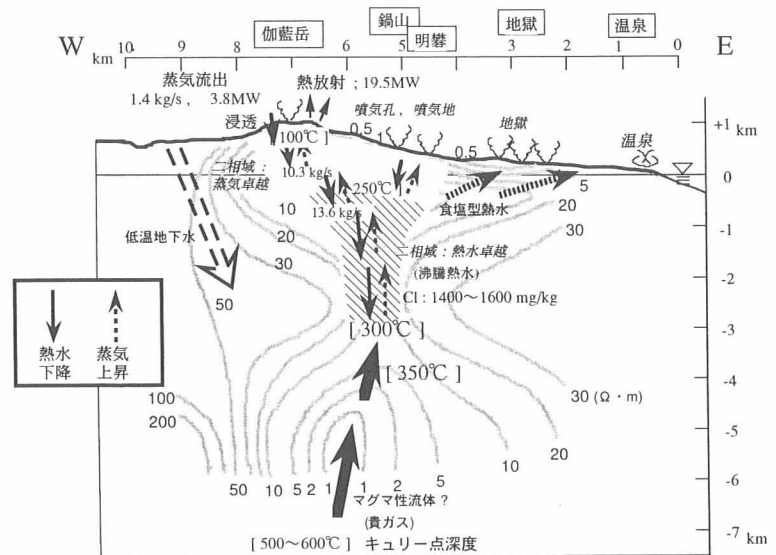 伽藍岳
鍋山
明礬
地獄
温泉
W km 10 9 8 7 6 5 4 3 2 1 0 E
蒸気流出
1.4 kg/s , 3.8MW
熱放射 ; 19.5MW
浸透
噴気孔，噴気地
地獄
温泉
+1 km
[100℃]
0.5
0.5
二相域：
蒸気卓越
10.3 kg/s
250℃
5
0
10
13.6 kg/s
食塩型熱水
20
低温地下水
20
30
-1
30
二相域：熱水卓越
(沸騰熱水)
50
Cl : 1400～1600 mg/kg
-2
[ 300℃ ]
-3
熱水
下降
蒸気
上昇
[ 350℃ ]
100
30 (Ω・m)
-4
200
20
-5
10
50 10 5 2 1 1 2 5
マグマ性流体？
(貴ガス)
-6
[ 500～600℃ ] キュリー点深度
-7 km